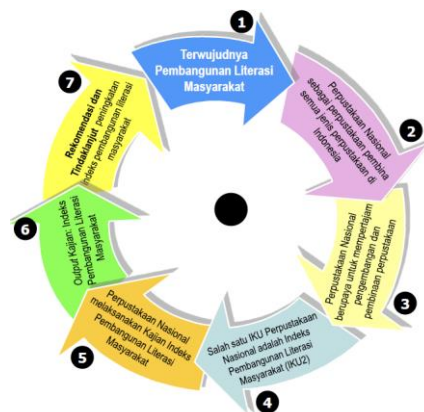 1
Terwujudnya
Pembangunan Literasi
Masyarakat
2
Perpustakaan Nasional
sebagai perpustakaan pembina
semua jenis perpustakaan di
Indonesia
3
Perpustakaan Nasional
berupaya untuk mempertajam
pengembangan dan
pembinaan perpustakaan
4
Salah satu IKU Perpustakaan
Nasional adalah Indeks
Pembangunan Literasi
Masyarakat (IKU2)
5
Perpustakaan Nasional
melaksanakan Kajian Indeks
Pembangunan Literasi
Masyarakat
6
Output Kajian: Indeks
Pembangunan Literasi
Masyarakat
7
Rekomendasi dan
Tindaklanjut peningkatan
Indeks pembangunan literasi
masyarakat